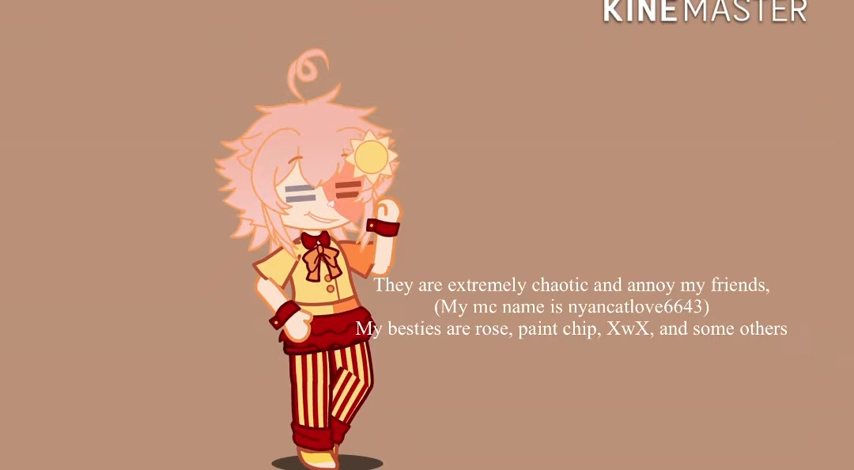 KINEMASTER
They are extremely chaotic and annoy my friends,
(My mc name is nyancatlove6643)
My besties are rose, paint chip, XwX, and some others